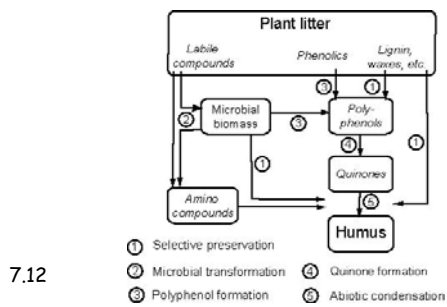 Plant litter
Labile
compounds
Phenolics
Lignin,
waxes, etc.
③
①
②
Microbial
biomass
③
Poly-
phenols
①
④
①
Quinones
Amino
compounds
⑤
Humus
① Selective preservation
② Microbial transformation
④ Quinone formation
③ Polyphenol formation
⑤ Abiotic condensation
7.12